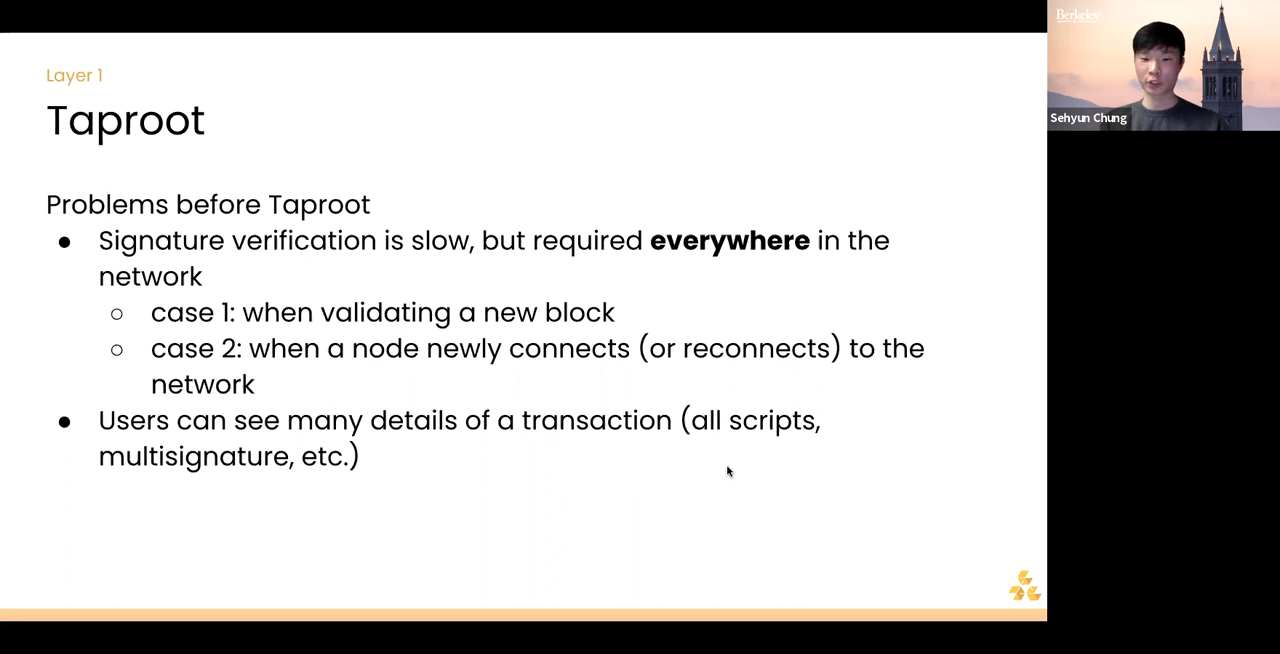 Layer 1
Taproot
Problems before Taproot
● Signature verification is slow, but required everywhere in the
network
○ case 1: when validating a new block
○ case 2: when a node newly connects (or reconnects) to the
network
● Users can see many details of a transaction (all scripts,
multisignature, etc.)
Berkeley
Sehyun Chung